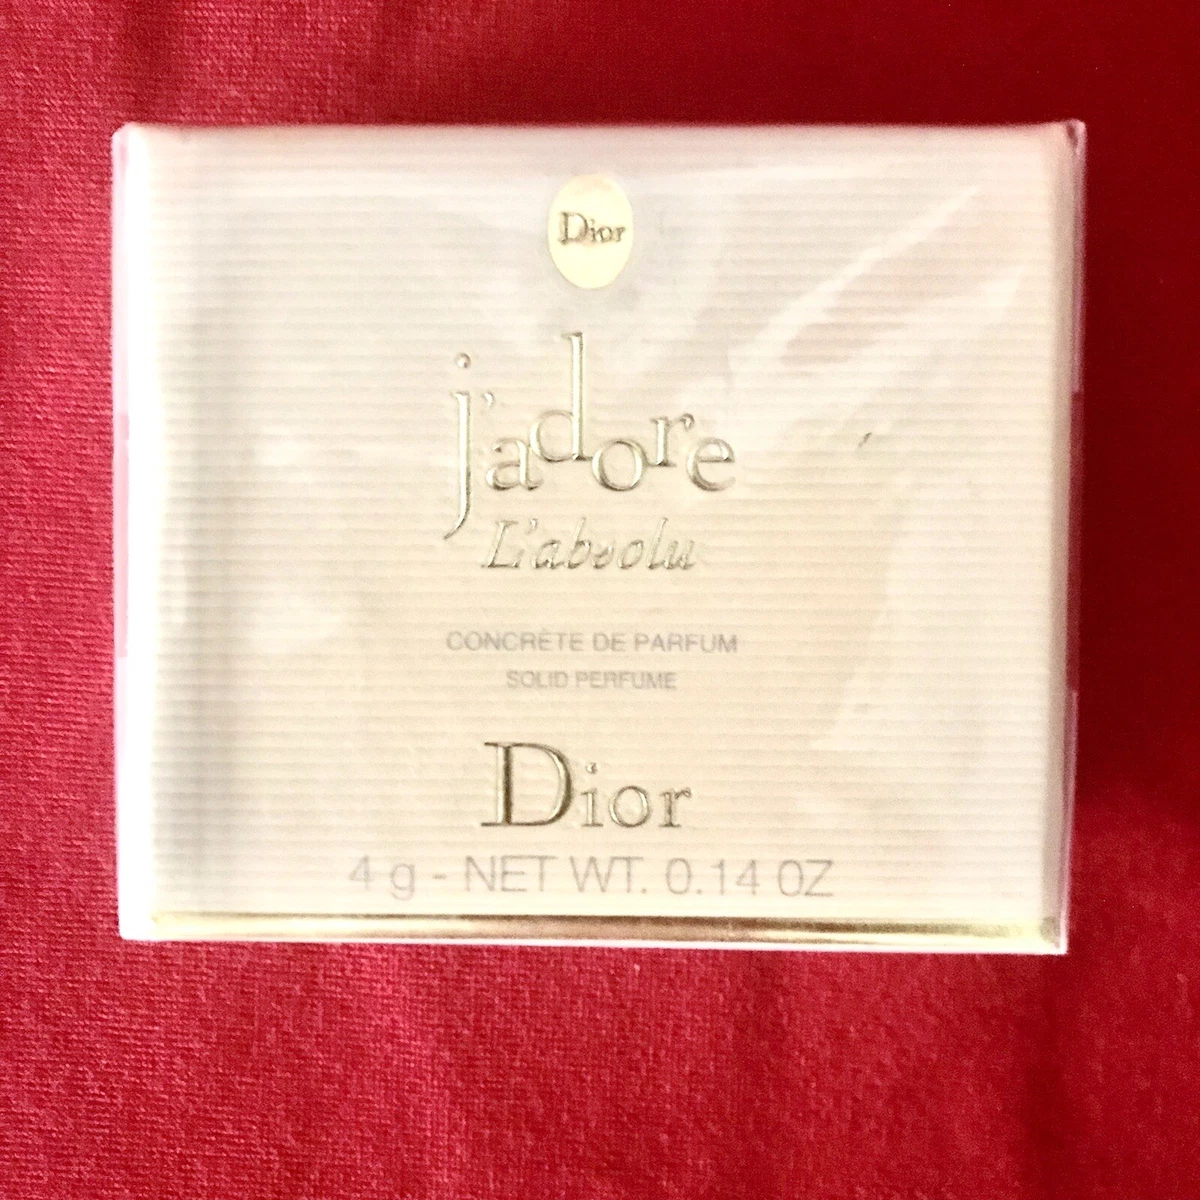 Dior
j'adore
L'absolu
CONCRÈTE DE PARFUM
SOLID PERFUME
Dior
4 g - NET WT. 0.14 OZ